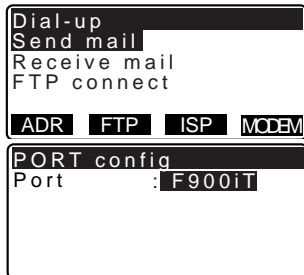 Dial-up
Send mail
Receive mail
FTP connect
ADR FTP ISP MODEM
PORT config
Port : F900iT